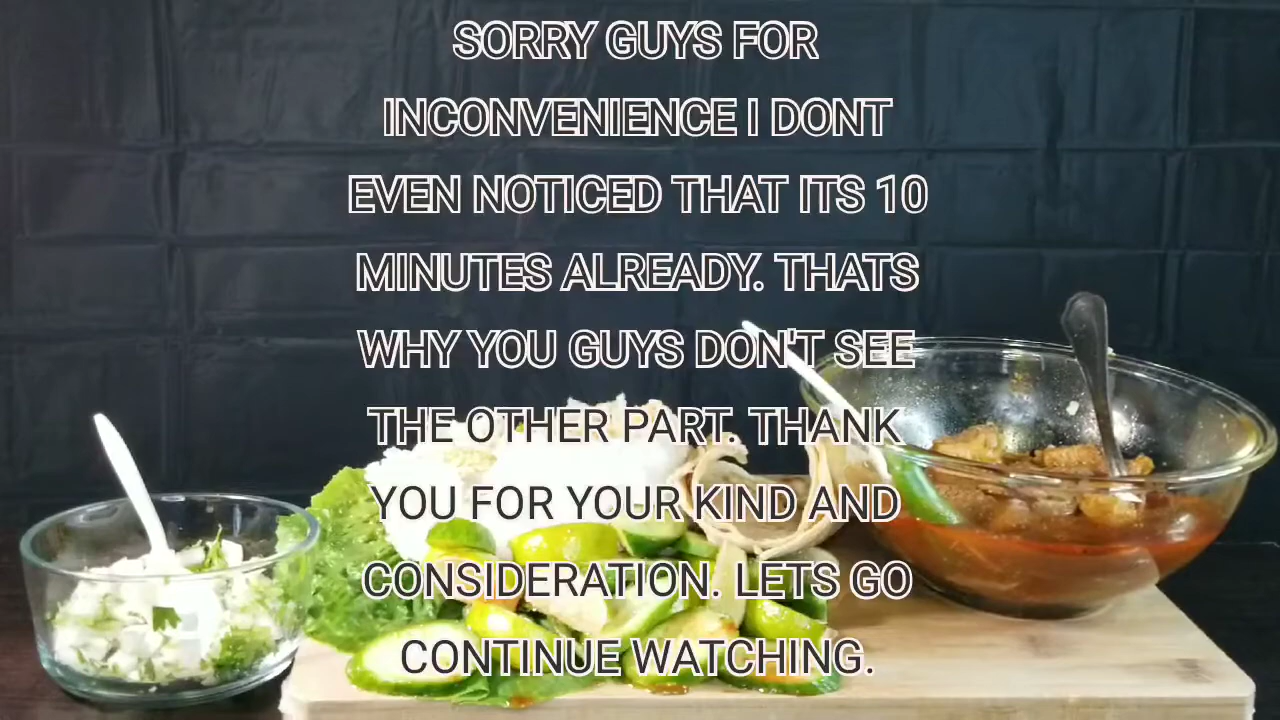 SORRY GUYS FOR
INCONVENIENCE I DONT
EVEN NOTICED THAT ITS 10
MINUTES ALREADY. THATS
WHY YOU GUYS DON'T SEE
THE OTHER PART. THANK
YOU FOR YOUR KIND AND
CONSIDERATION. LETS GO
CONTINUE WATCHING.